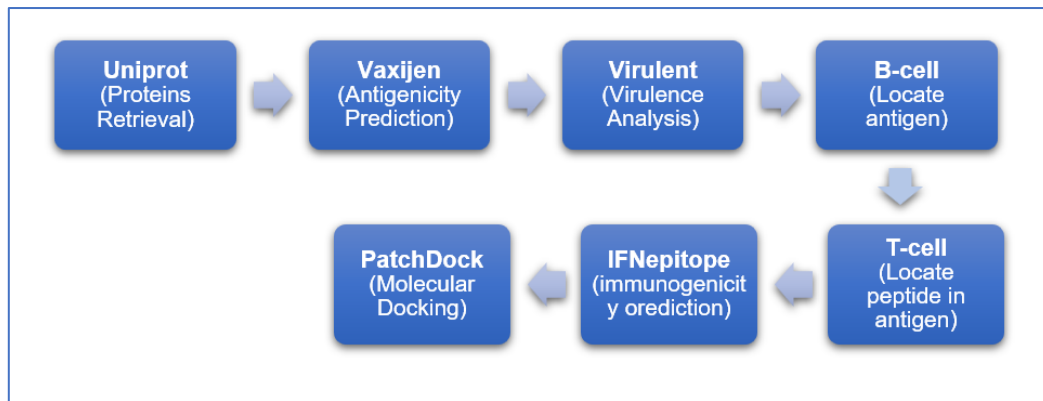 Uniprot
(Proteins
Retrieval)
Vaxijen
(Antigenicity
Prediction)
Virulent
(Virulence
Analysis)
B-cell
(Locate
antigen)
T-cell
(Locate
peptide in
antigen)
IFNepitope
(immunogenicit
y orediction)
PatchDock
(Molecular
Docking)